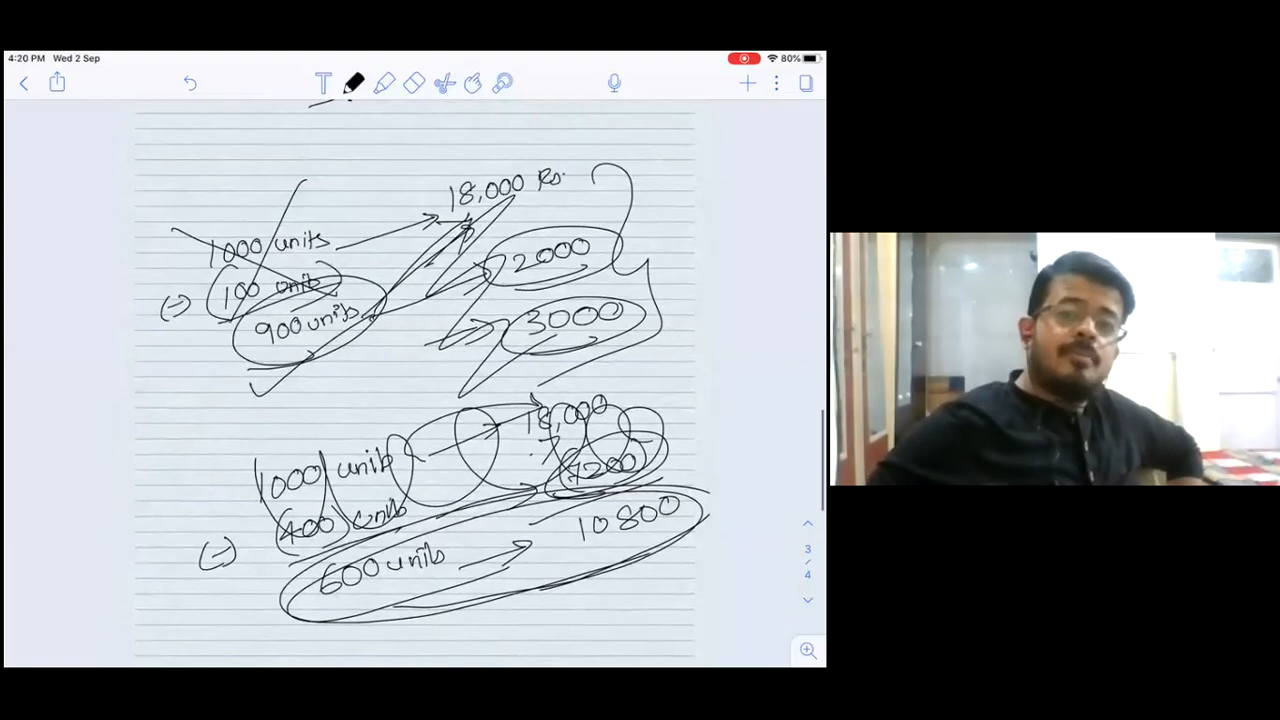 4:20 PM Wed 2 Sep
80%
T
18,000 Rs.
1000 units
2000
(-) 100 units
900 units
3000
18,000
1000 units
7200
(-) 400 units
10800
600 units
3
/
4